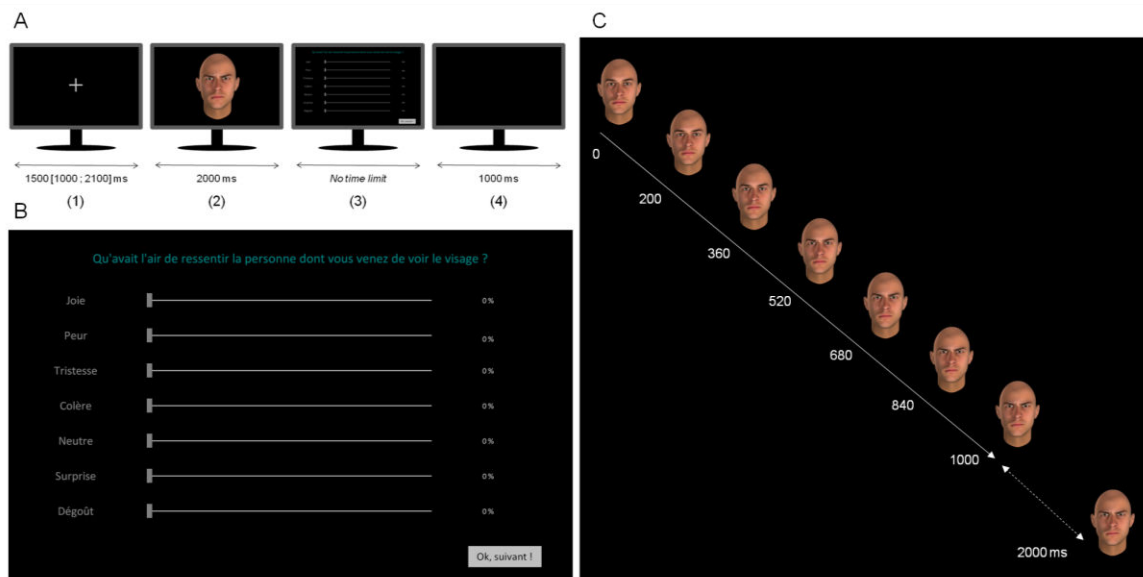 A
1500 [1000 ; 2100] ms
2000 ms
No time limit
1000 ms
(1)
(2)
(3)
(4)
B
Qu'avait l'air de ressentir la personne dont vous venez de voir le visage ?
Joie 0 %
Peur 0 %
Tristesse 0 %
Colère 0 %
Neutre 0 %
Surprise 0 %
Dégoût 0 %
Ok, suivant !
C
0
200
360
520
680
840
1000
2000 ms